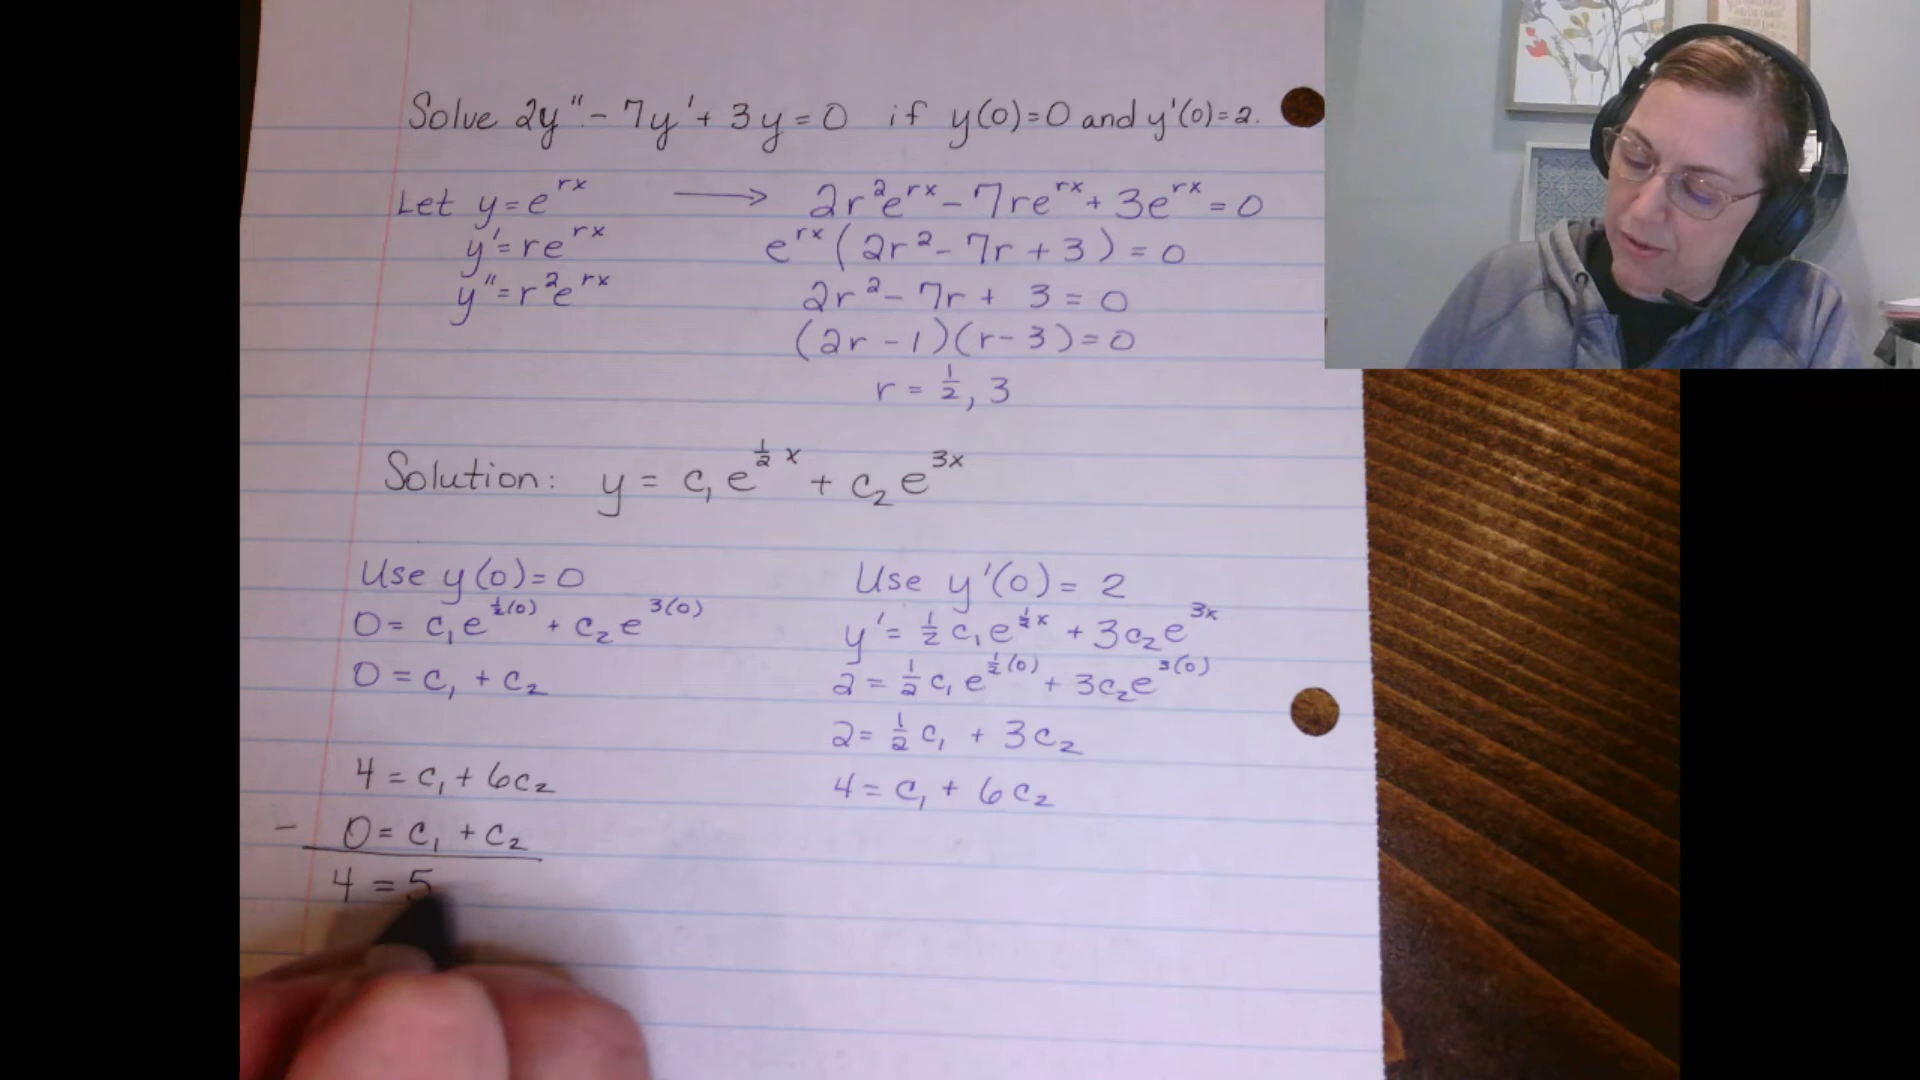 Solve 2y'' - 7y' + 3y = 0 if y(0)=0 and y'(0)=2.
Let y = e^{rx} → 2r²e^{rx} - 7re^{rx} + 3e^{rx} = 0
y' = re^{rx} e^{rx}(2r² - 7r + 3) = 0
y'' = r²e^{rx} 2r² - 7r + 3 = 0
(2r - 1)(r - 3) = 0
r = 1/2, 3
Solution: y = c₁e^{1/2 x} + c₂e^{3x}
Use y(0)=0
0 = c₁e^{1/2(0)} + c₂e^{3(0)}
0 = c₁ + c₂
Use y'(0) = 2
y' = 1/2 c₁e^{1/2 x} + 3c₂e^{3x}
2 = 1/2 c₁e^{1/2(0)} + 3c₂e^{3(0)}
2 = 1/2 c₁ + 3c₂
4 = c₁ + 6c₂
4 = c₁ + 6c₂
- 0 = c₁ + c₂
4 = 5